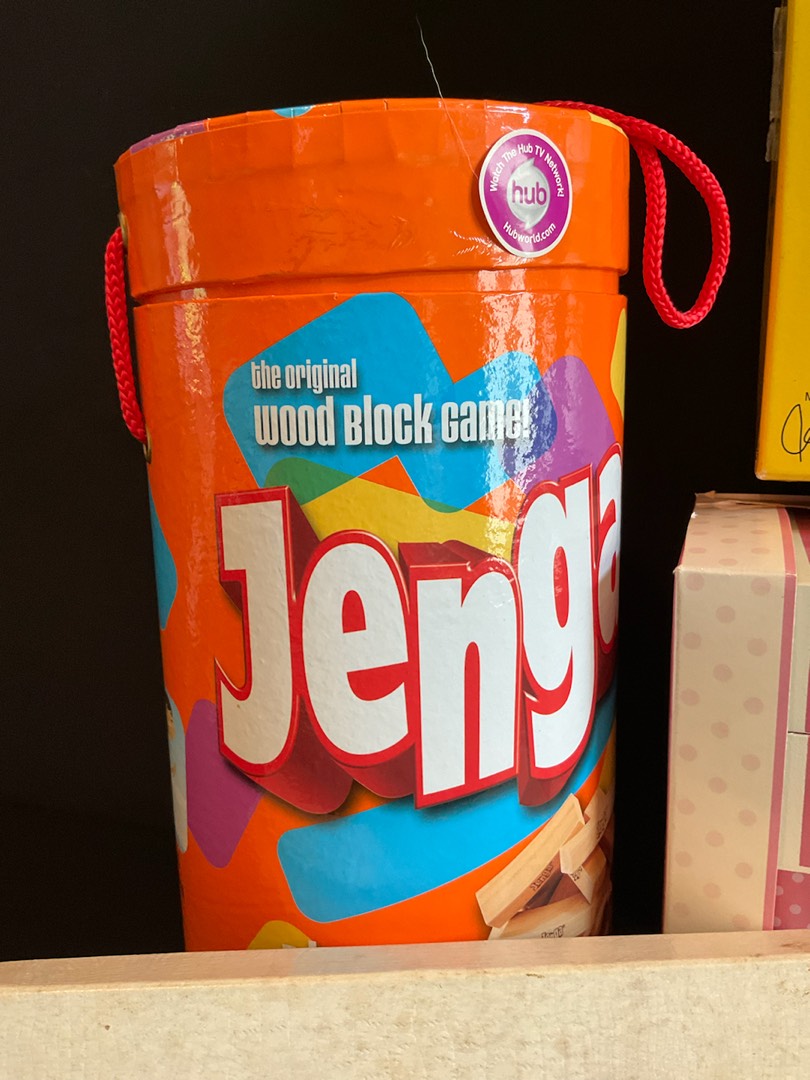 Watch The Hub TV Network!
hub
Hubworld.com
the original
wood Block Game!
Jenga